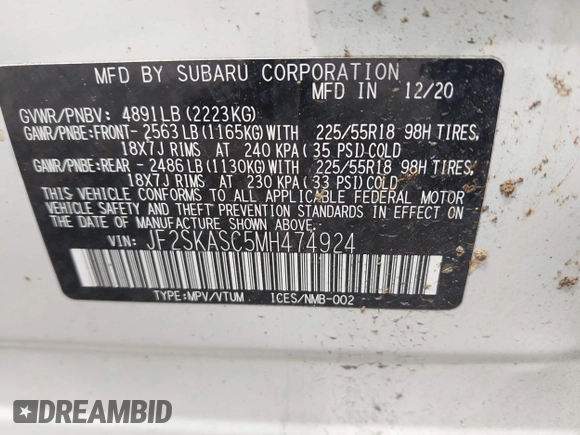 MFD BY SUBARU CORPORATION
MFD IN 12/20
GVWR/PNBV: 4891LB(2223KG)
GAWR/PNBE:FRONT- 2563LB(1165KG)WITH 225/55R18 98H TIRES,
18X7J RIMS AT 240 KPA(35 PSI)COLD
GAWR/PNBE:REAR - 2486LB(1130KG)WITH 225/55R18 98H TIRES,
18X7J RIMS AT 230 KPA(33 PSI)COLD
THIS VEHICLE CONFORMS TO ALL APPLICABLE FEDERAL MOTOR
VEHICLE SAFETY AND THEFT PREVENTION STANDARDS IN EFFECT ON
THE DATE OF MANUFACTURE SHOWN ABOVE.
VIN: JF2SKASC5MH474924
TYPE:MPV/VTUM ICES/NMB-002
DREAMBID